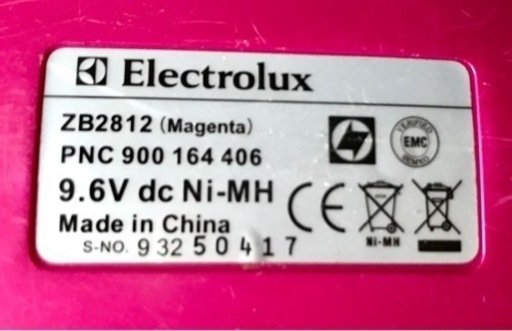 Electrolux
ZB2812 (Magenta)
PNC 900 164 406
9.6V dc Ni-MH
Made in China
S-NO. 93250417
VERIFIED
EMC
CE
Ni-MH